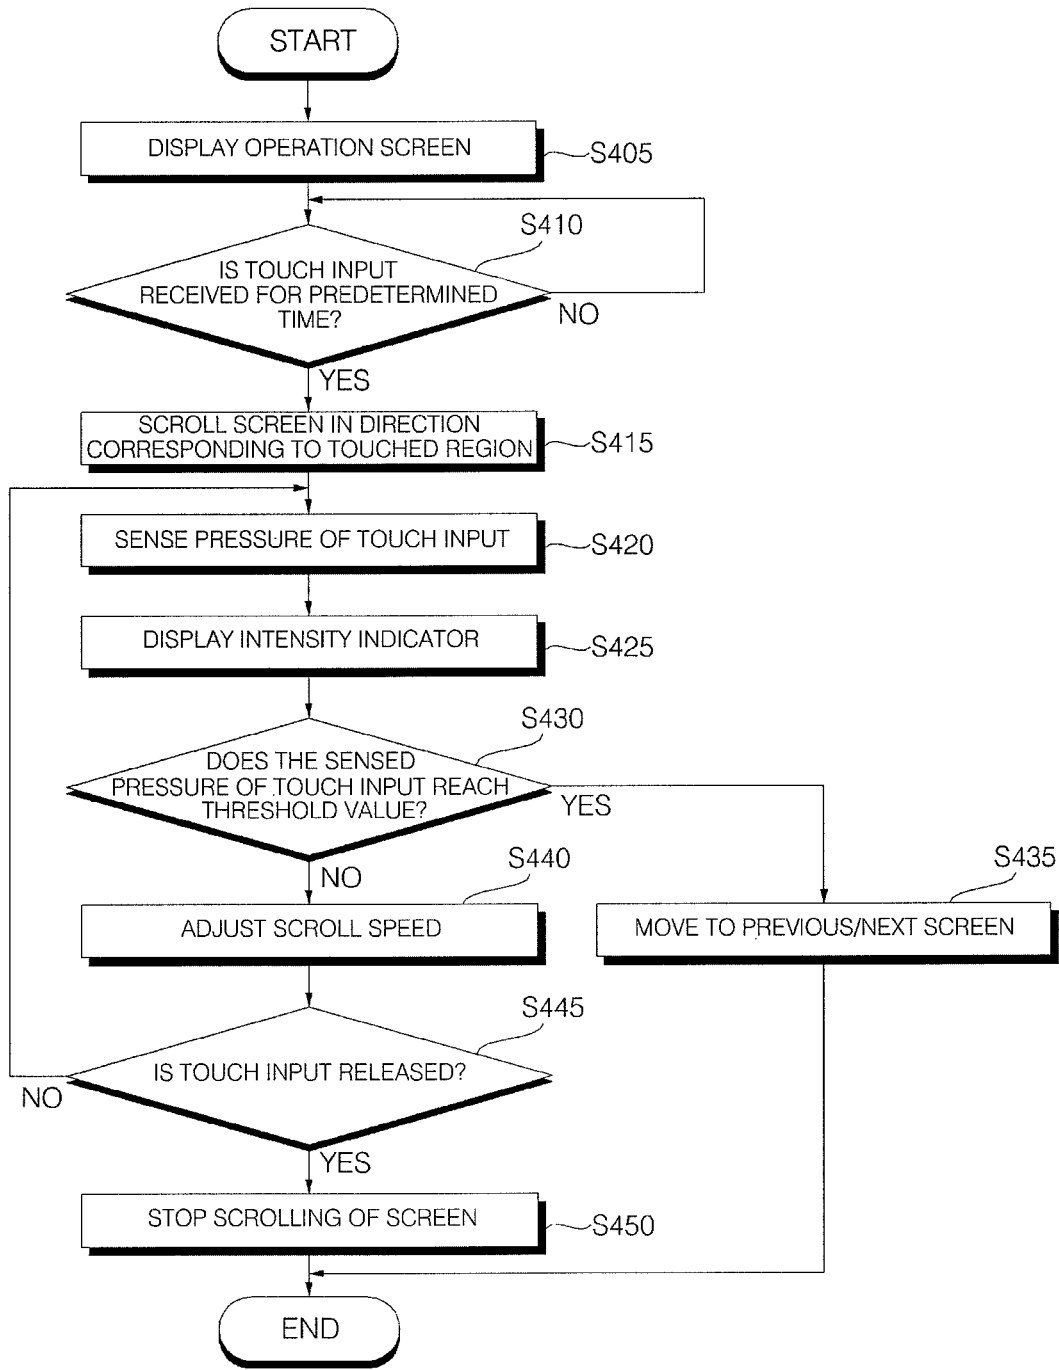 START
DISPLAY OPERATION SCREEN
S405
S410
IS TOUCH INPUT
RECEIVED FOR PREDETERMINED
TIME?
NO
YES
SCROLL SCREEN IN DIRECTION
CORRESPONDING TO TOUCHED REGION
S415
SENSE PRESSURE OF TOUCH INPUT
S420
DISPLAY INTENSITY INDICATOR
S425
S430
DOES THE SENSED
PRESSURE OF TOUCH INPUT REACH
THRESHOLD VALUE?
YES
NO
S440
S435
ADJUST SCROLL SPEED
MOVE TO PREVIOUS/NEXT SCREEN
S445
IS TOUCH INPUT RELEASED?
NO
YES
STOP SCROLLING OF SCREEN
S450
END